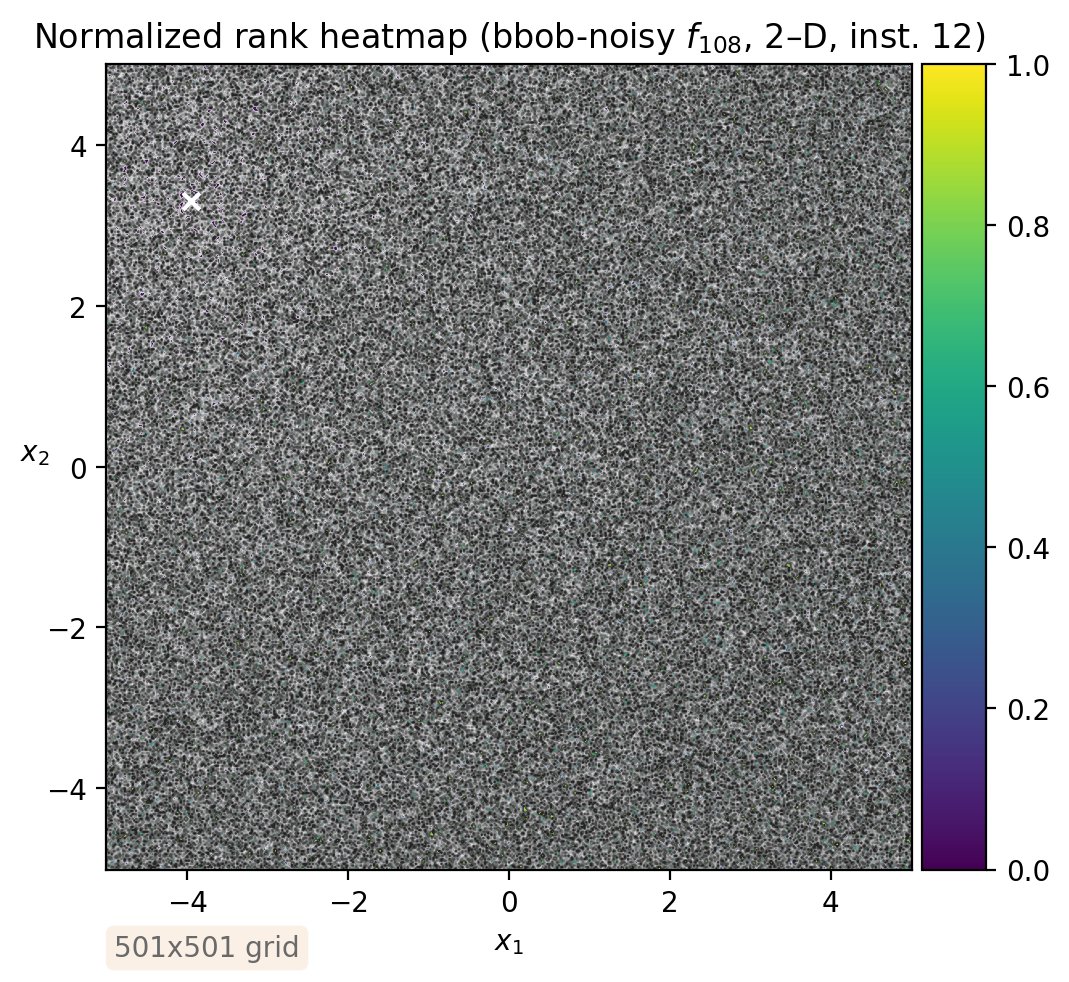 Normalized rank heatmap (bbob-noisy f₁₀₈, 2–D, inst. 12)
1.0
0.8
0.6
0.4
0.2
0.0
4
2
0
−2
−4
x₂
−4 −2 0 2 4
x₁
501x501 grid